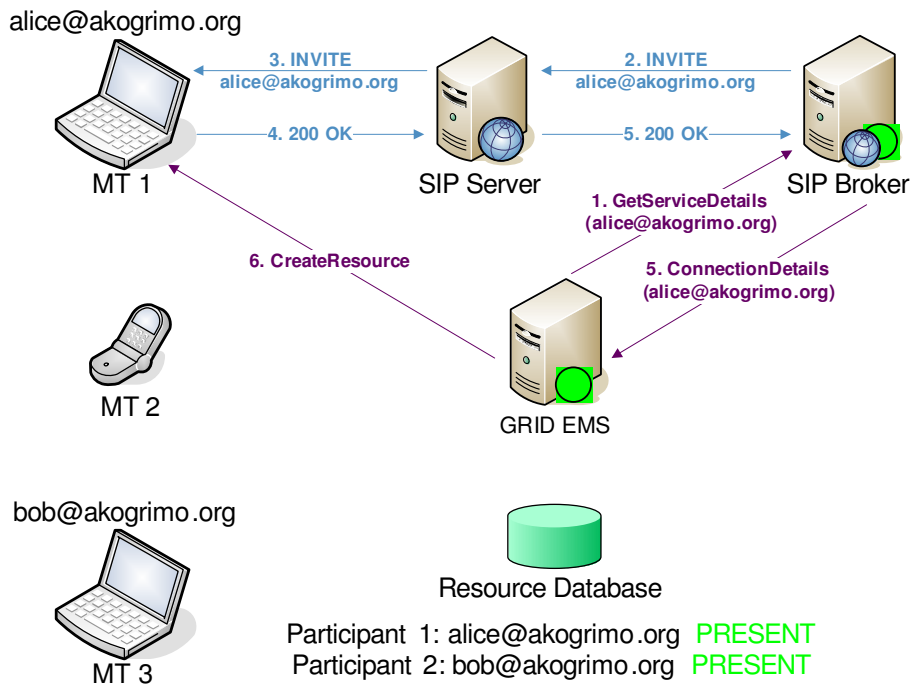 alice@akogrimo.org
3. INVITE
alice@akogrimo.org
2. INVITE
alice@akogrimo.org
4. 200 OK
5. 200 OK
MT 1
SIP Server
SIP Broker
1. GetServiceDetails
(alice@akogrimo.org)
6. CreateResource
5. ConnectionDetails
(alice@akogrimo.org)
MT 2
GRID EMS
bob@akogrimo.org
Resource Database
Participant 1: alice@akogrimo.org PRESENT
Participant 2: bob@akogrimo.org PRESENT
MT 3